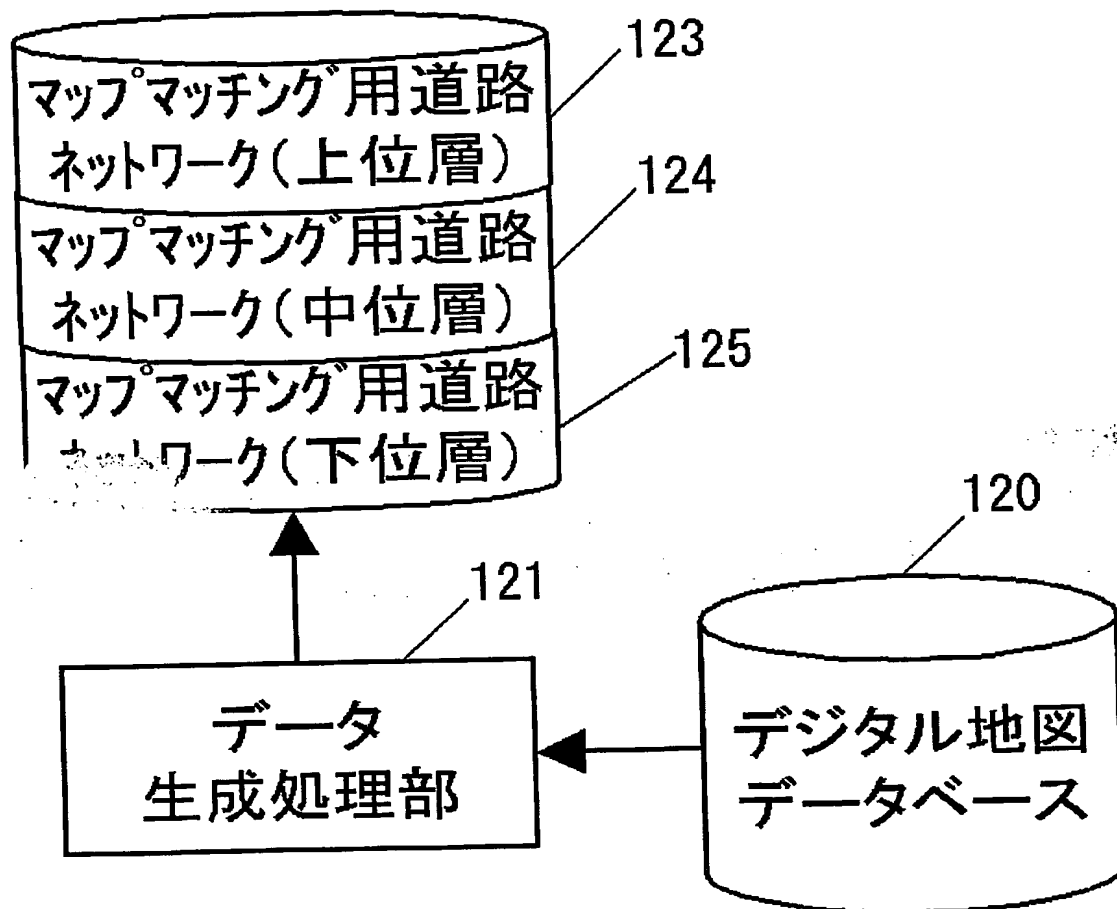 123
マップマッチング用道路
ネットワーク(上位層)
124
マップマッチング用道路
ネットワーク(中位層)
125
マップマッチング用道路
ネットワーク(下位層)
120
121
データ
生成処理部
デジタル地図
データベース